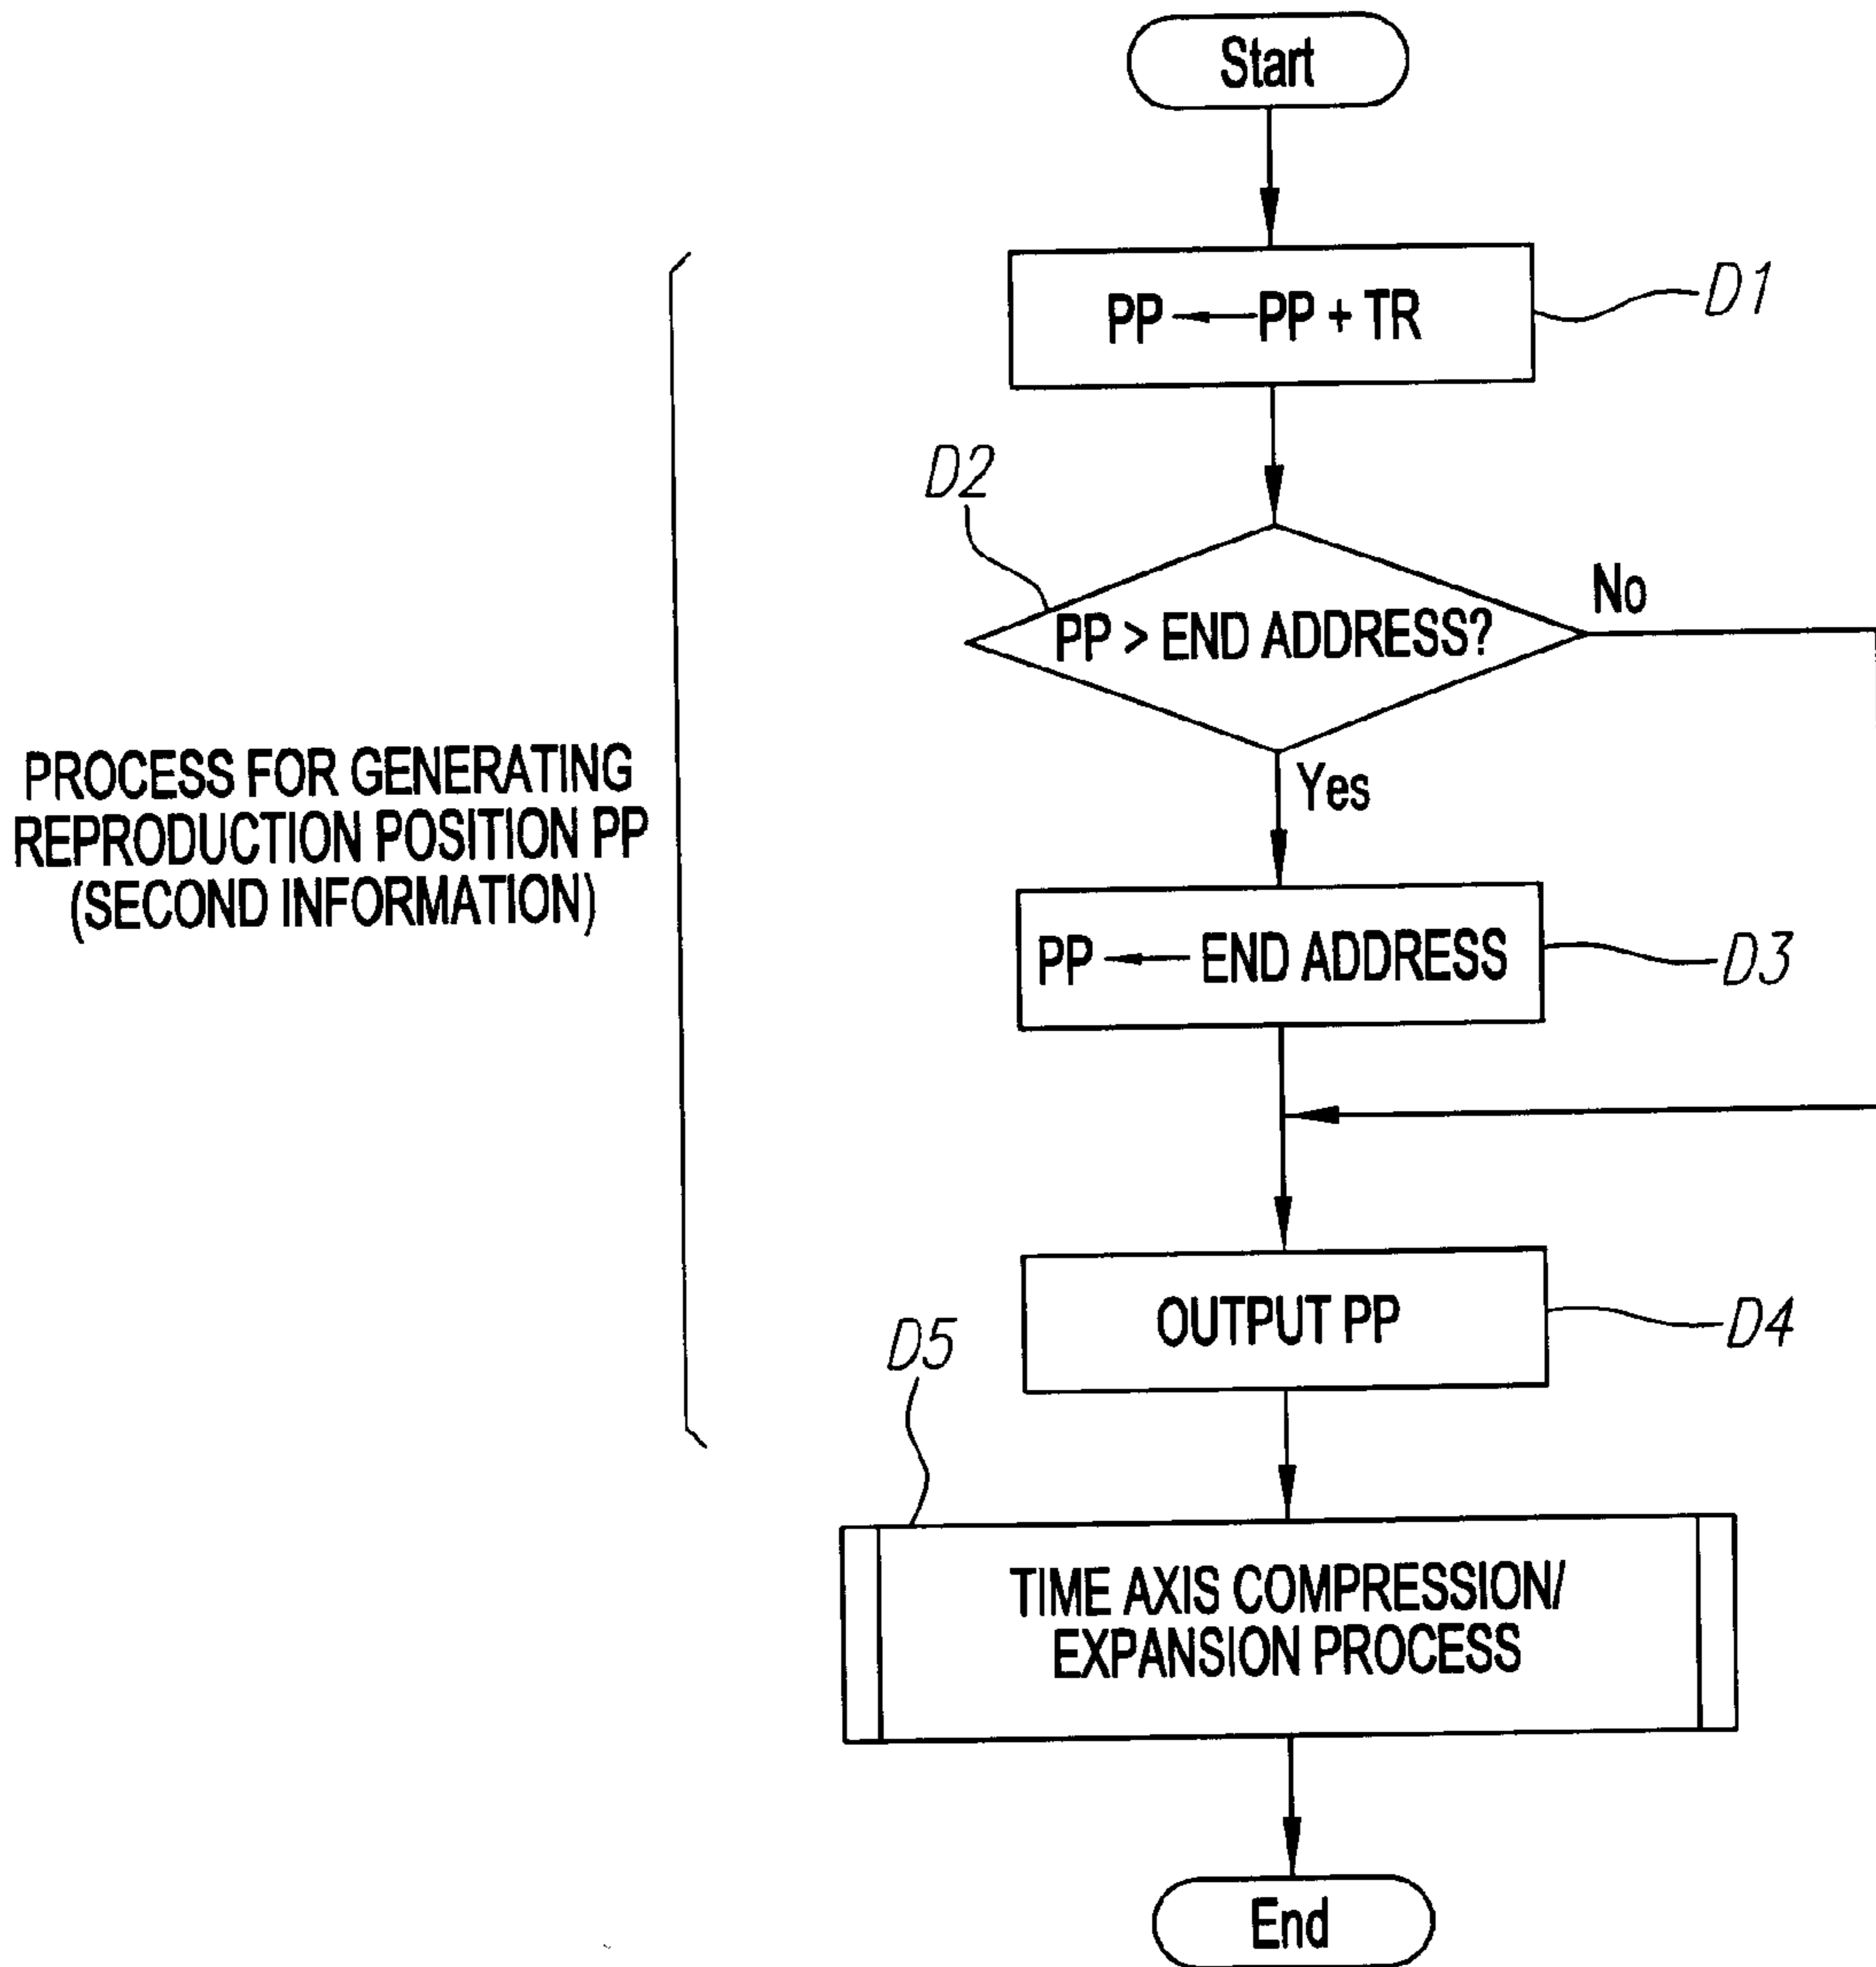 Start
PP ← PP + TR
D1
D2
PP > END ADDRESS?
No
Yes
PROCESS FOR GENERATING
REPRODUCTION POSITION PP
(SECOND INFORMATION)
PP ← END ADDRESS
D3
OUTPUT PP
D4
D5
TIME AXIS COMPRESSION/
EXPANSION PROCESS
End